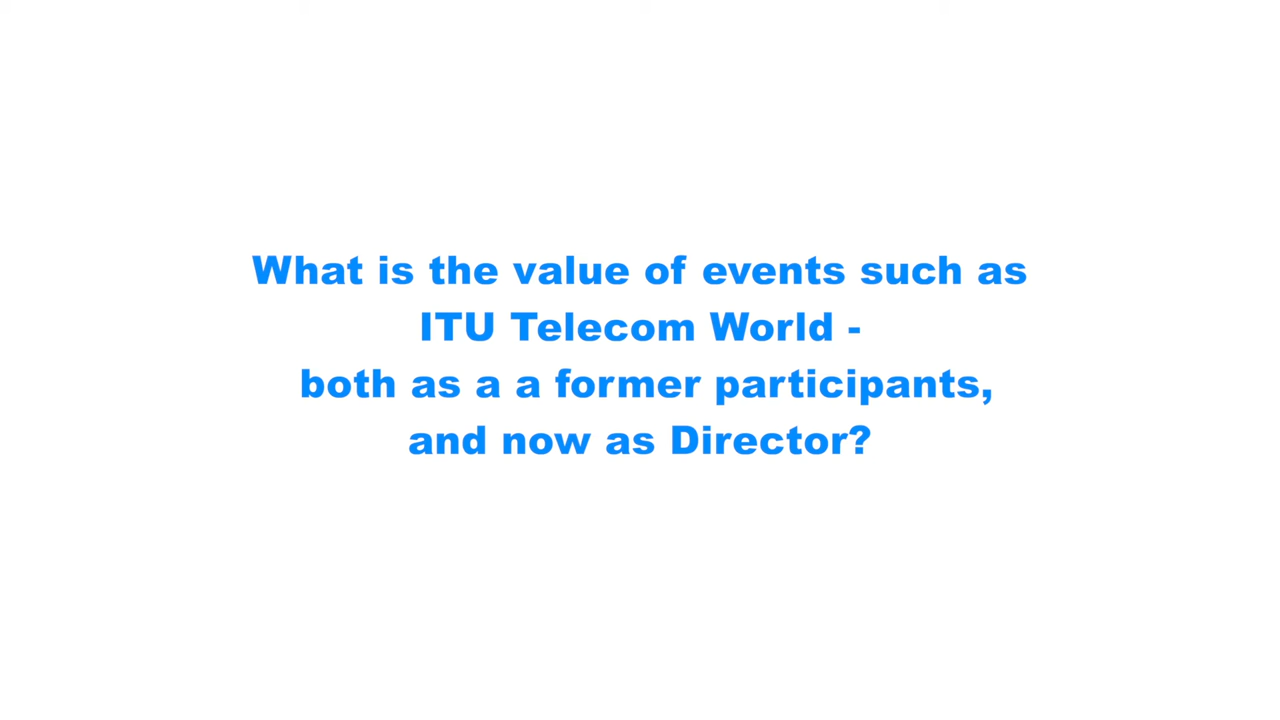 What is the value of events such as
ITU Telecom World -
both as a a former participants,
and now as Director?